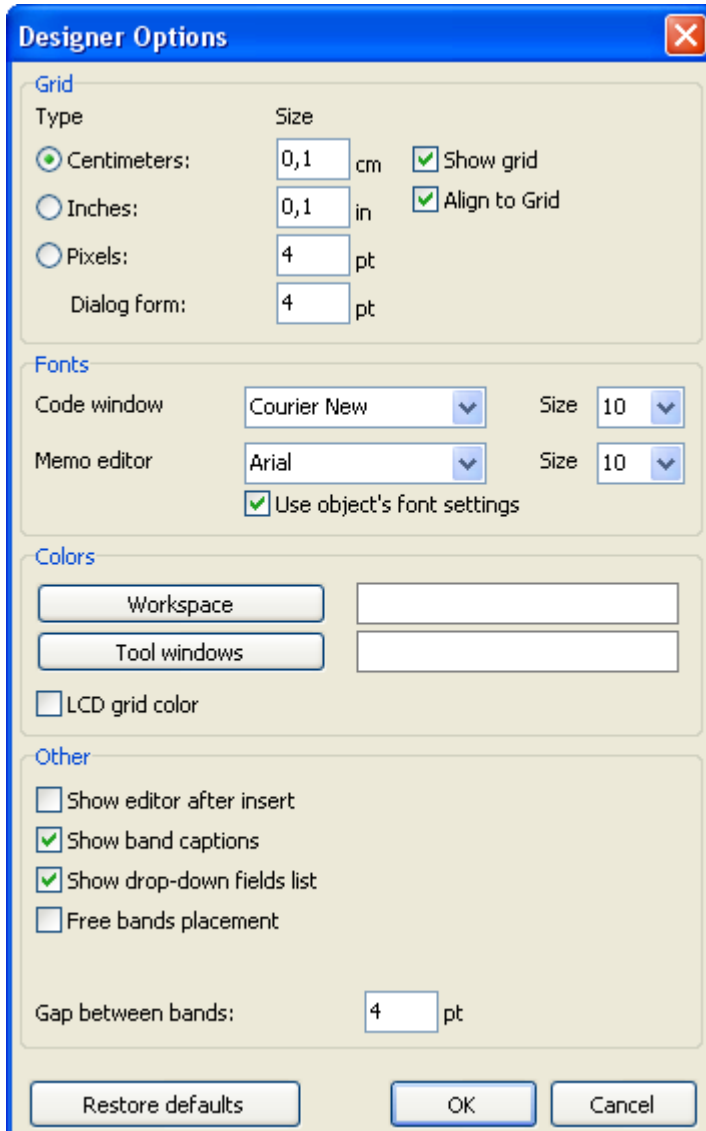 Designer Options
Grid
Type Size
Centimeters: 0,1 cm Show grid
Inches: 0,1 in Align to Grid
Pixels: 4 pt
Dialog form: 4 pt
Fonts
Code window Courier New Size 10
Memo editor Arial Size 10
Use object's font settings
Colors
Workspace
Tool windows
LCD grid color
Other
Show editor after insert
Show band captions
Show drop-down fields list
Free bands placement
Gap between bands: 4 pt
Restore defaults OK Cancel